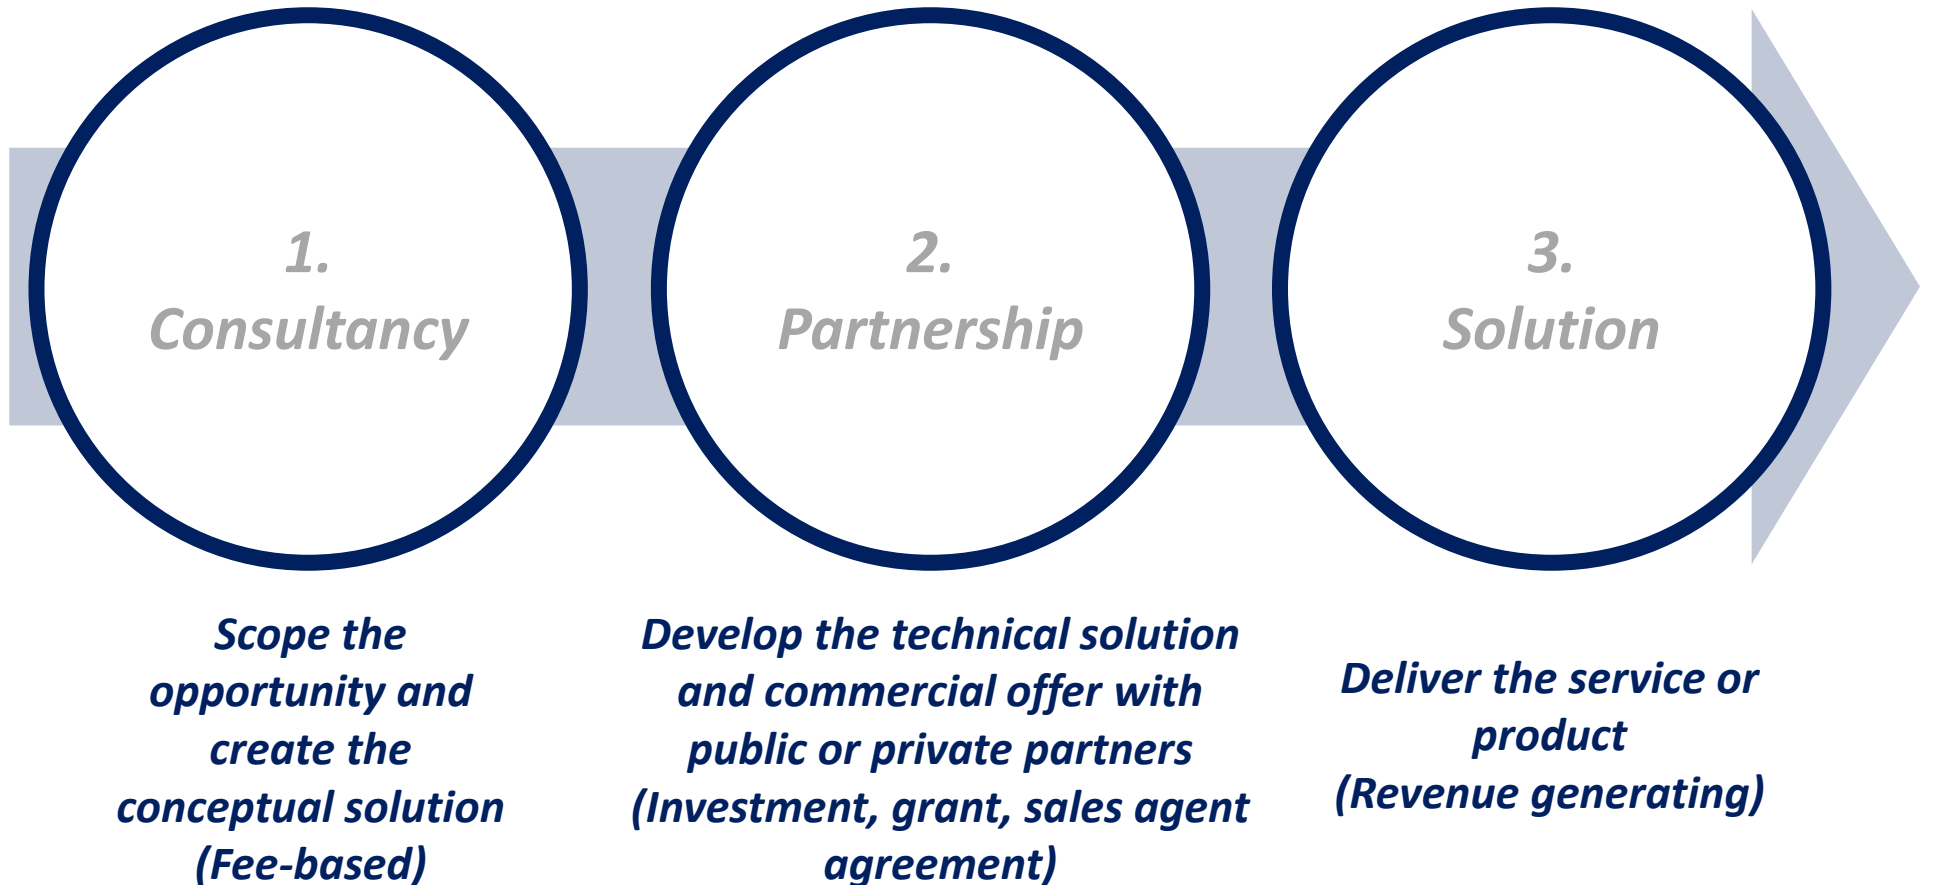 1.
Consultancy
Scope the
opportunity and
create the
conceptual solution
(Fee-based)
2.
Partnership
Develop the technical solution
and commercial offer with
public or private partners
(Investment, grant, sales agent
agreement)
3.
Solution
Deliver the service or
product
(Revenue generating)